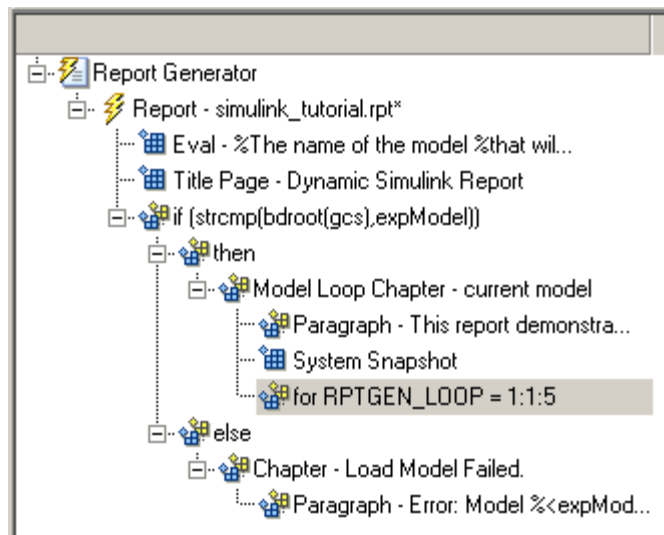 Report Generator
Report - simulink_tutorial.rpt*
Eval - %The name of the model %that wil...
Title Page - Dynamic Simulink Report
if (strcmp(bdroot(gcs),expModel))
then
Model Loop Chapter - current model
Paragraph - This report demonstra...
System Snapshot
for RPTGEN_LOOP = 1:1:5
else
Chapter - Load Model Failed.
Paragraph - Error: Model %<expMod...